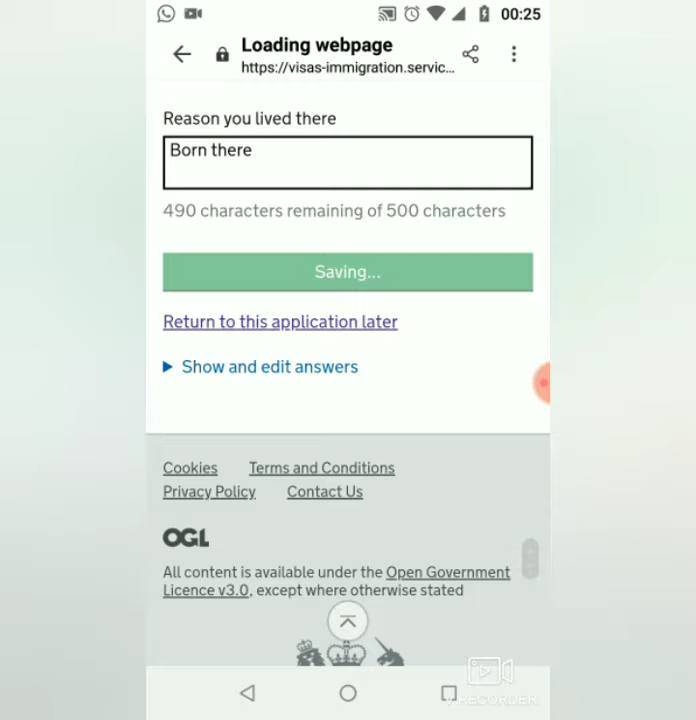 00:25
Loading webpage
https://visas-immigration.servic...
Reason you lived there
Born there
490 characters remaining of 500 characters
Saving...
Return to this application later
Show and edit answers
Cookies Terms and Conditions
Privacy Policy Contact Us
OGL
All content is available under the Open Government
Licence v3.0, except where otherwise stated
V RECORDER